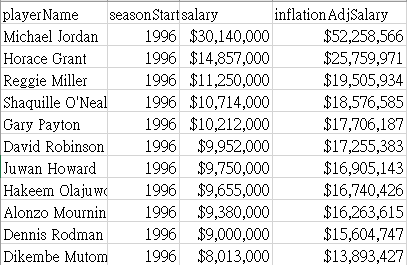 playerName seasonStart salary inflationAdjSalary
Michael Jordan 1996 $30,140,000 $52,258,566
Horace Grant 1996 $14,857,000 $25,759,971
Reggie Miller 1996 $11,250,000 $19,505,934
Shaquille O'Neal 1996 $10,714,000 $18,576,585
Gary Payton 1996 $10,212,000 $17,706,187
David Robinson 1996 $9,952,000 $17,255,383
Juwan Howard 1996 $9,750,000 $16,905,143
Hakeem Olajuwo 1996 $9,655,000 $16,740,426
Alonzo Mournin 1996 $9,380,000 $16,263,615
Dennis Rodman 1996 $9,000,000 $15,604,747
Dikembe Mutom 1996 $8,013,000 $13,893,427